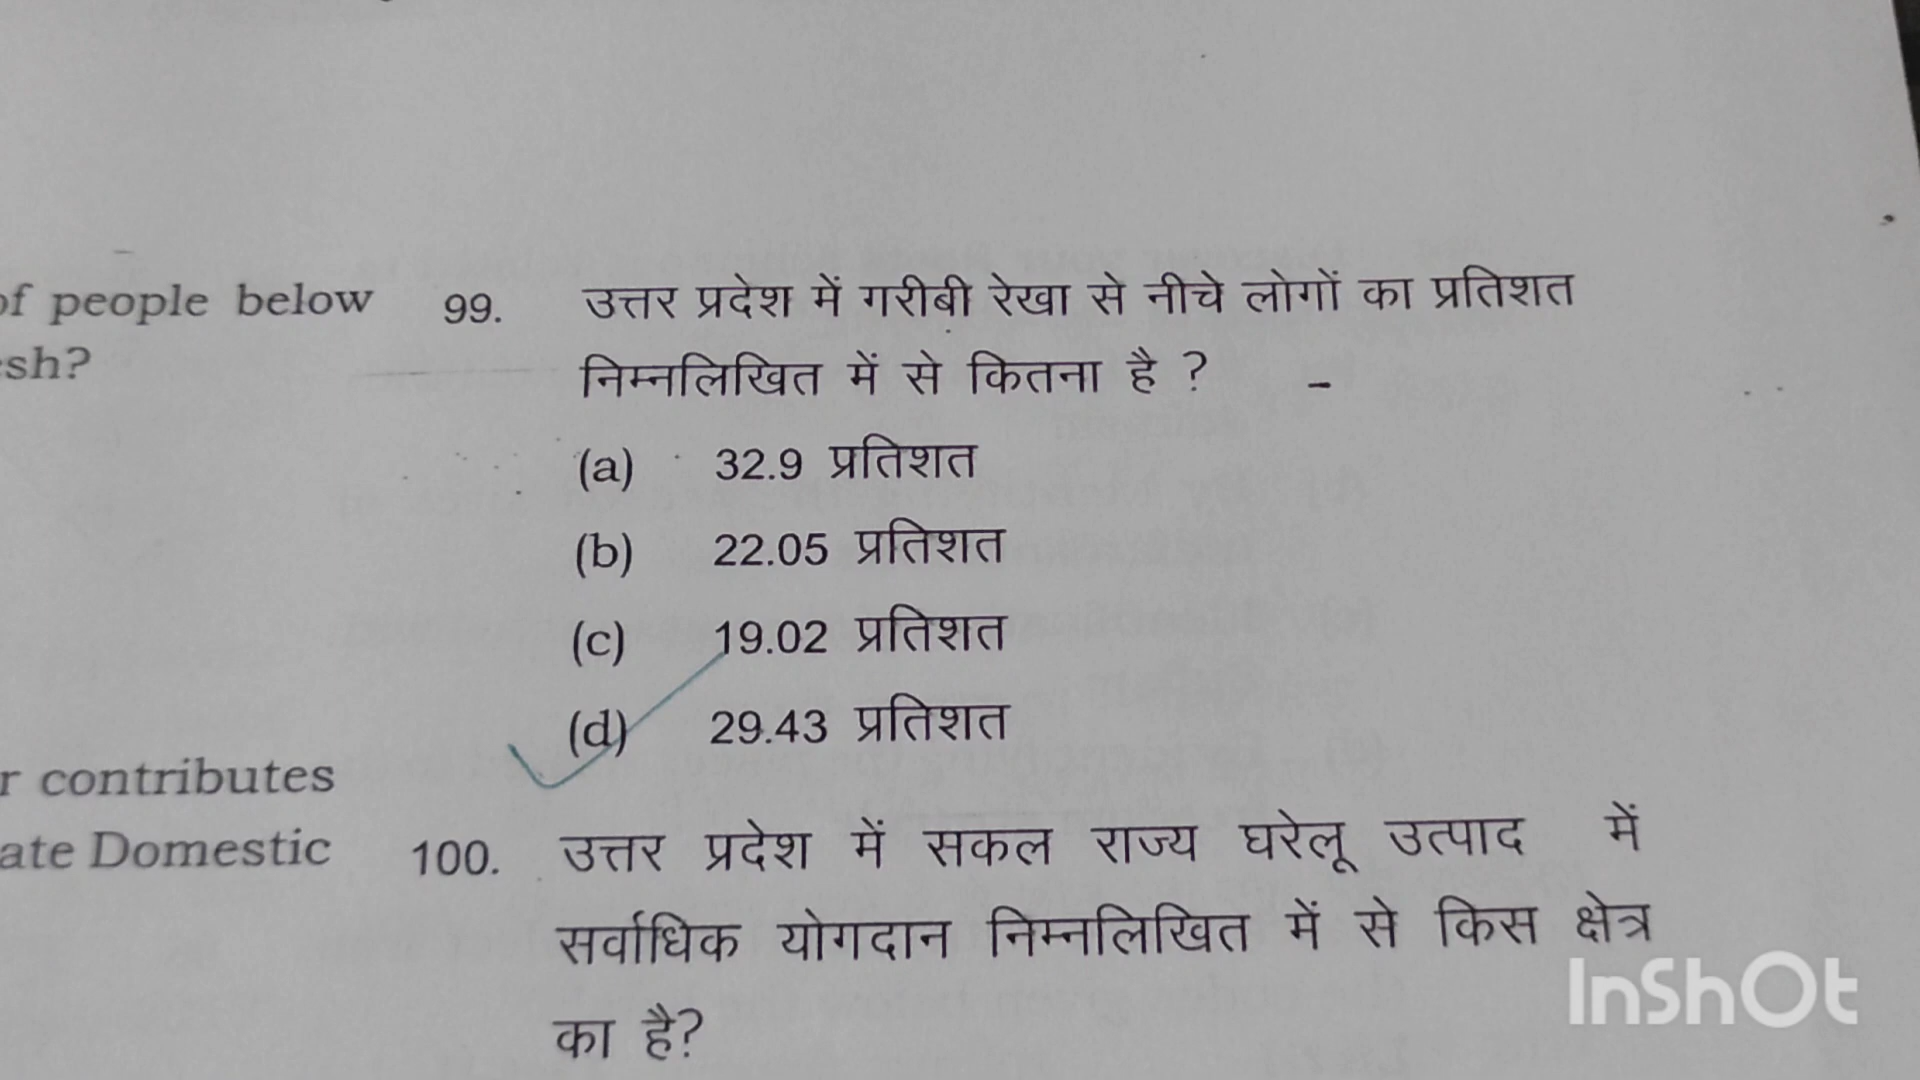 of people below
sh?
99. उत्तर प्रदेश में गरीबी रेखा से नीचे लोगों का प्रतिशत
निम्नलिखित में से कितना है ?
(a) 32.9 प्रतिशत
(b) 22.05 प्रतिशत
(c) 19.02 प्रतिशत
(d) 29.43 प्रतिशत
r contributes
ate Domestic
100. उत्तर प्रदेश में सकल राज्य घरेलू उत्पाद में
सर्वाधिक योगदान निम्नलिखित में से किस क्षेत्र
का है?
InShOt